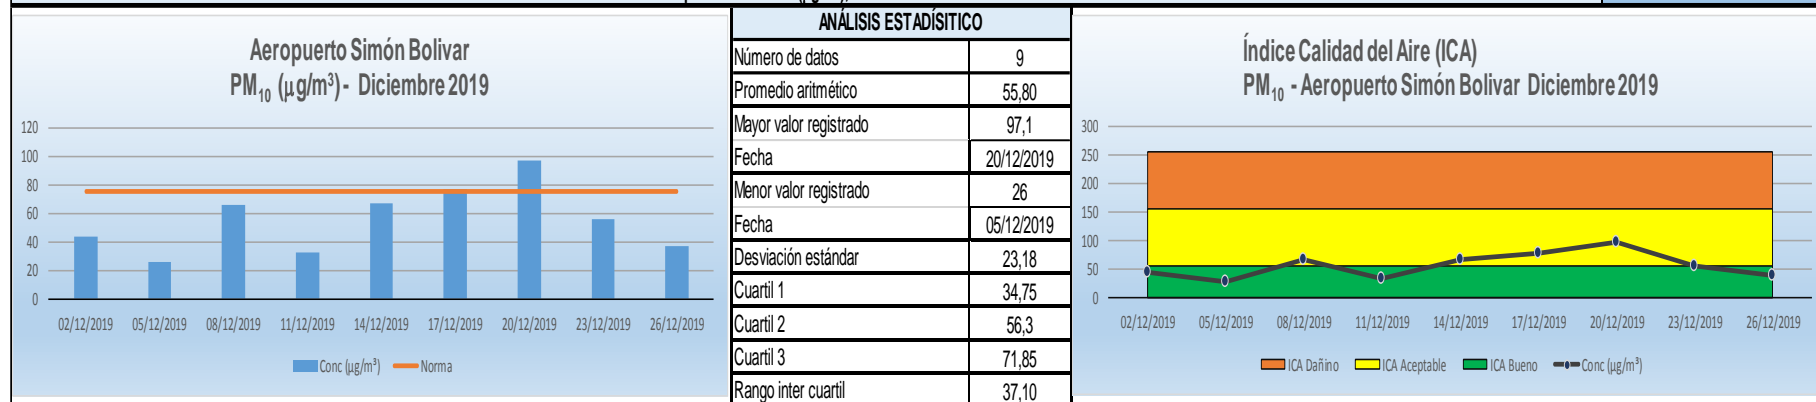 Aeropuerto Simón Bolivar
PM₁₀ (µg/m³) - Diciembre 2019
120
100
80
60
40
20
0
02/12/2019 05/12/2019 08/12/2019 11/12/2019 14/12/2019 17/12/2019 20/12/2019 23/12/2019 26/12/2019
Conc (µg/m³) Norma
ANÁLISIS ESTADÍSITICO
Número de datos 9
Promedio aritmético 55,80
Mayor valor registrado 97,1
Fecha 20/12/2019
Menor valor registrado 26
Fecha 05/12/2019
Desviación estándar 23,18
Cuartil 1 34,75
Cuartil 2 56,3
Cuartil 3 71,85
Rango inter cuartil 37,10
Índice Calidad del Aire (ICA)
PM₁₀ - Aeropuerto Simón Bolivar Diciembre 2019
300
250
200
150
100
50
0
02/12/2019 05/12/2019 08/12/2019 11/12/2019 14/12/2019 17/12/2019 20/12/2019 23/12/2019 26/12/2019
ICA Dañino ICA Aceptable ICA Bueno Conc (µg/m³)